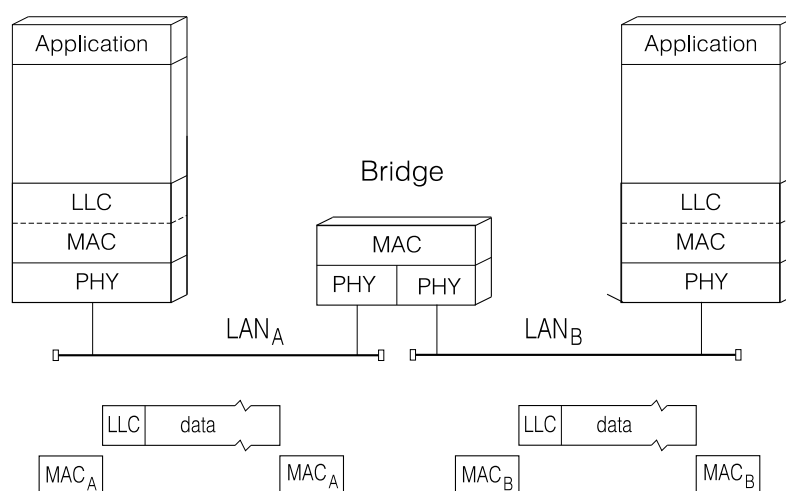 Application
Application
Bridge
LLC
LLC
MAC
MAC
MAC
PHY
PHY
PHY
PHY
LAN_A
LAN_B
LLC data
LLC data
MAC_A
MAC_A
MAC_B
MAC_B